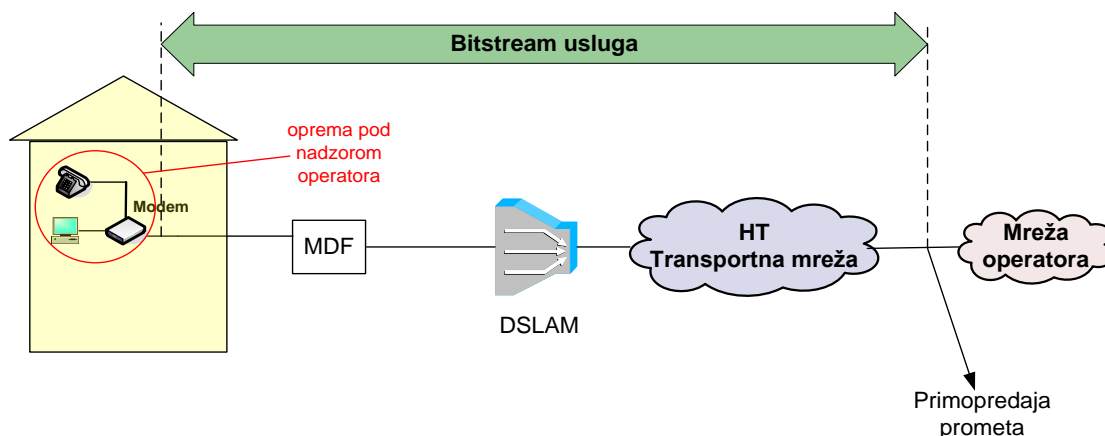 Bitstream usluga
oprema pod
nadzorom
operatora
Modem
MDF
DSLAM
HT
Transportna mreža
Mreža
operatora
Primopredaja
prometa